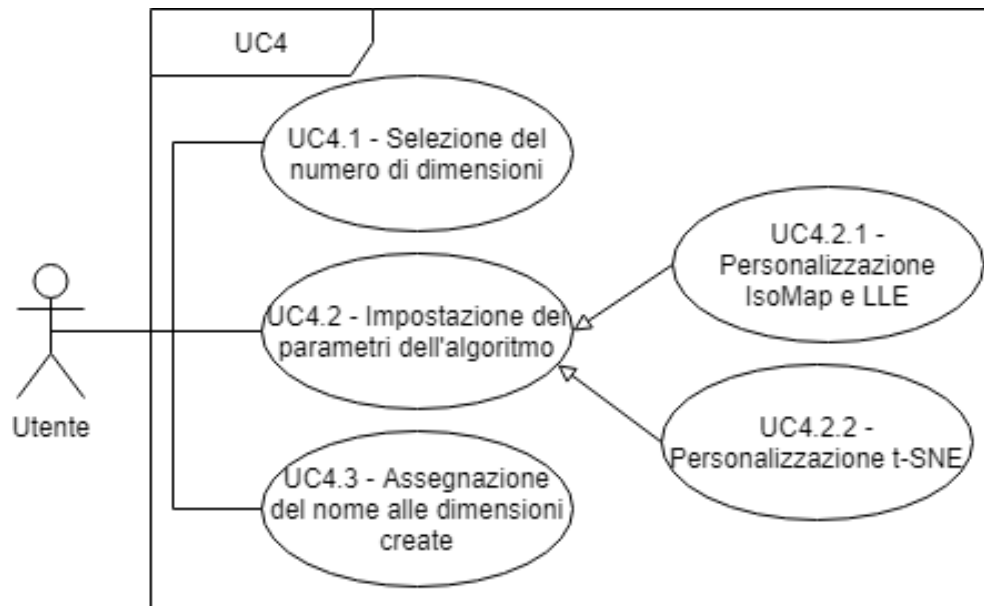 UC4
UC4.1 - Selezione del
numero di dimensioni
UC4.2 - Impostazione dei
parametri dell'algoritmo
UC4.3 - Assegnazione
del nome alle dimensioni
create
UC4.2.1 -
Personalizzazione
IsoMap e LLE
UC4.2.2 -
Personalizzazione t-SNE
Utente